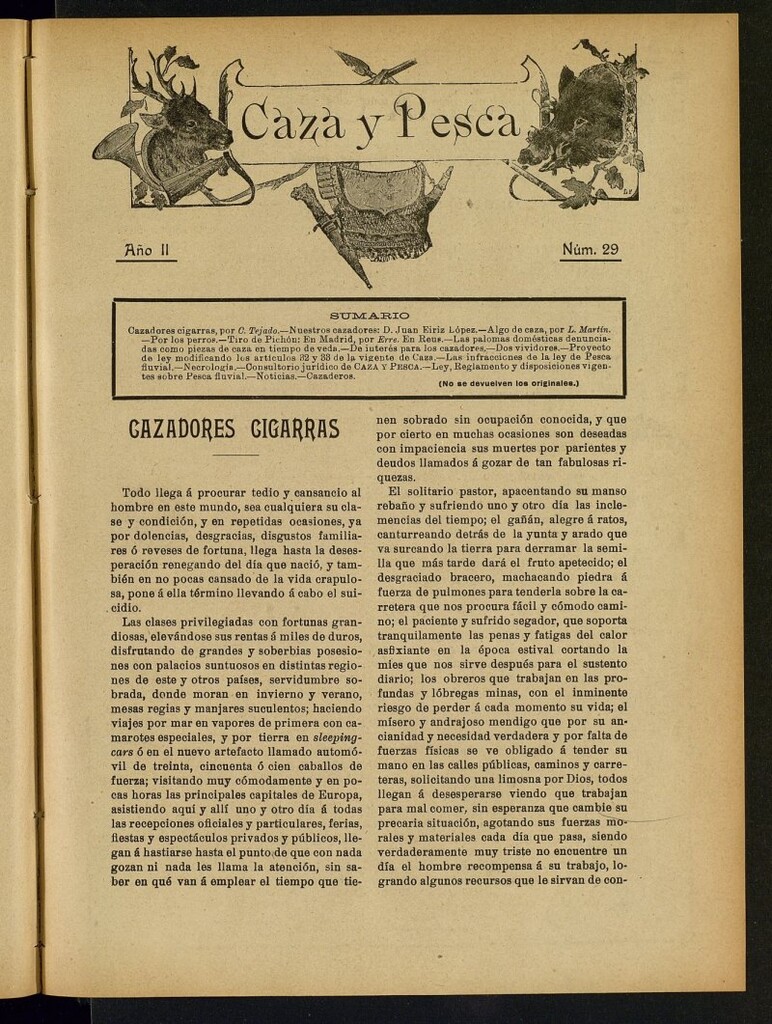 Caza y Pesca
Año II
Núm. 29
SUMARIO
Cazadores cigarras, por C. Tejado.—Nuestros cazadores: D. Juan Eiriz López.—Algo de caza, por L. Martin.
—Por los perros.—Tiro de Pichón: En Madrid, por Erre. En Reus.—Las palomas domésticas denuncia-
das como piezas de caza en tiempo de veda.—De interés para los cazadores.—Dos vividores.—Proyecto
de ley modificando los artículos 32 y 33 de la vigente de Caza.—Las infracciones de la ley de Pesca
fluvial.—Necrología.—Consultorio jurídico de CAZA Y PESCA.—Ley, Reglamento y disposiciones vigen-
tes sobre Pesca fluvial.—Noticias.—Cazaderos.
(No se devuelven los originales.)
CAZADORES CIGARRAS
Todo llega á procurar tedio y cansancio al
hombre en este mundo, sea cualquiera su cla-
se y condición, y en repetidas ocasiones, ya
por dolencias, desgracias, disgustos familia-
res ó reveses de fortuna, llega hasta la deses-
peración renegando del día que nació, y tam-
bién en no pocas cansado de la vida crapulo-
sa, pone á ella término llevando á cabo el sui-
cidio.
Las clases privilegiadas con fortunas gran-
diosas, elevándose sus rentas á miles de duros,
disfrutando de grandes y soberbias posesio-
nes con palacios suntuosos en distintas regio-
nes de este y otros países, servidumbre so-
brada, donde moran en invierno y verano,
mesas regias y manjares suculentos; haciendo
viajes por mar en vapores de primera con ca-
marotes especiales, y por tierra en sleeping-
cars ó en el nuevo artefacto llamado automó-
vil de treinta, cincuenta ó cien caballos de
fuerza; visitando muy cómodamente y en po-
cas horas las principales capitales de Europa,
asistiendo aquí y allí uno y otro día á todas
las recepciones oficiales y particulares, ferias,
fiestas y espectáculos privados y públicos, lle-
gan á hastiarse hasta el punto de que con nada
gozan ni nada les llama la atención, sin sa-
ber en qué van á emplear el tiempo que tie-
nen sobrado sin ocupación conocida, y que
por cierto en muchas ocasiones son deseadas
con impaciencia sus muertes por parientes y
deudos llamados á gozar de tan fabulosas ri-
quezas.
El solitario pastor, apacentando su manso
rebaño y sufriendo uno y otro día las incle-
mencias del tiempo; el gañán, alegre á ratos,
canturreando detrás de la yunta y arado que
va surcando la tierra para derramar la semi-
lla que más tarde dará el fruto apetecido; el
desgraciado bracero, machacando piedra á
fuerza de pulmones para tenderla sobre la ca-
rretera que nos procura fácil y cómodo cami-
no; el paciente y sufrido segador, que soporta
tranquilamente las penas y fatigas del calor
asfixiante en la época estival cortando la
mies que nos sirve después para el sustento
diario; los obreros que trabajan en las pro-
fundas y lóbregas minas, con el inminente
riesgo de perder á cada momento su vida; el
mísero y andrajoso mendigo que por su an-
cianidad y necesidad verdadera y por falta de
fuerzas físicas se ve obligado á tender su
mano en las calles públicas, caminos y carre-
teras, solicitando una limosna por Dios, todos
llegan á desesperarse viendo que trabajan
para mal comer, sin esperanza que cambie su
precaria situación, agotando sus fuerzas mo-
rales y materiales cada día que pasa, siendo
verdaderamente muy triste no encuentre un
día el hombre recompensa á su trabajo, lo-
grando algunos recursos que le sirvan de con-